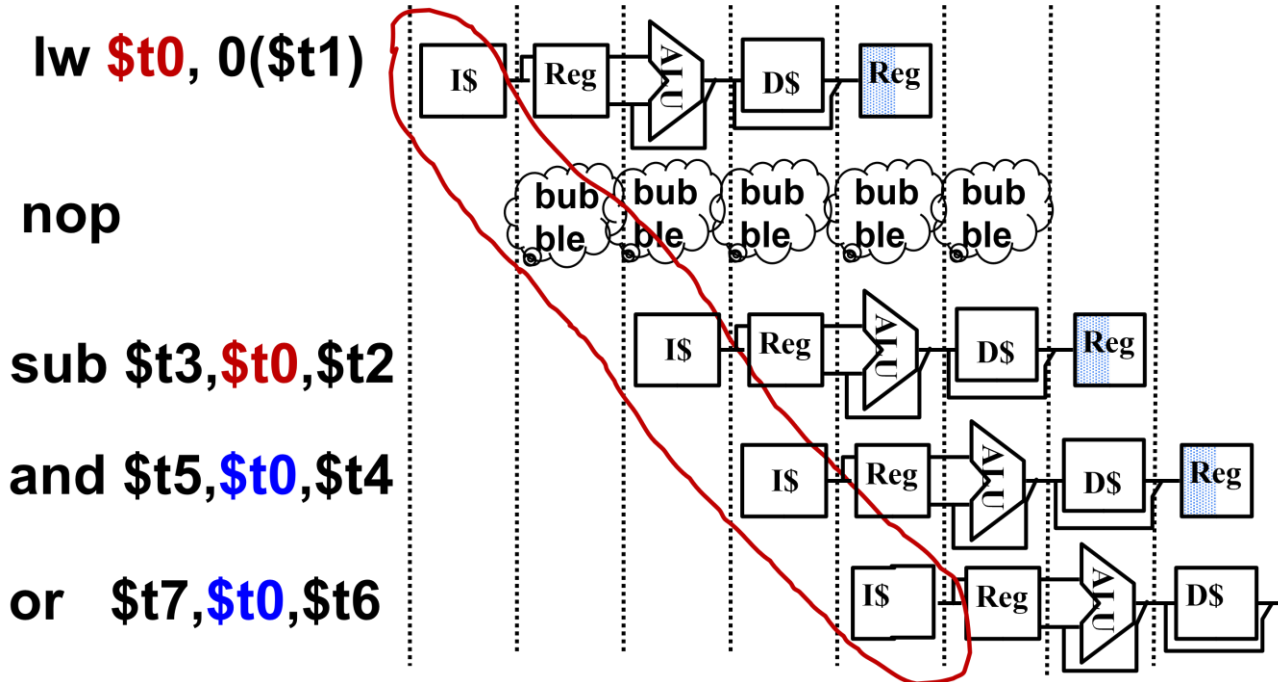 lw $t0, 0($t1) I$ Reg ALU D$ Reg
nop bub ble bub ble bub ble bub ble bub ble
sub $t3,$t0,$t2 I$ Reg ALU D$ Reg
and $t5,$t0,$t4 I$ Reg ALU D$ Reg
or $t7,$t0,$t6 I$ Reg ALU D$